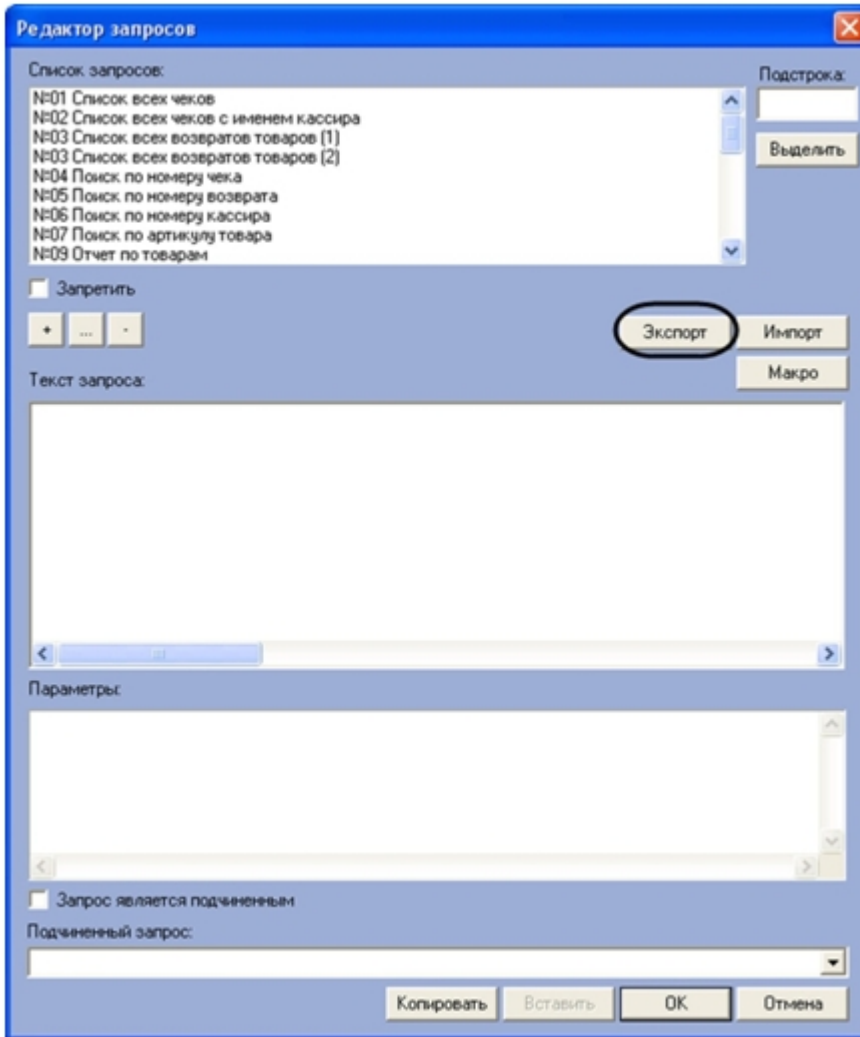 Редактор запросов
Список запросов:
Подстрока:
№01 Список всех чеков
№02 Список всех чеков с именем кассира
№03 Список всех возвратов товаров (1)
№03 Список всех возвратов товаров (2)
№04 Поиск по номеру чека
№05 Поиск по номеру возврата
№06 Поиск по номеру кассира
№07 Поиск по артикулу товара
№09 Отчет по товарам
Выделить
Запретить
+ ... -
Экспорт Импорт
Макро
Текст запроса:
Параметры:
Запрос является подчиненным
Подчиненный запрос:
Копировать Вставить OK Отмена